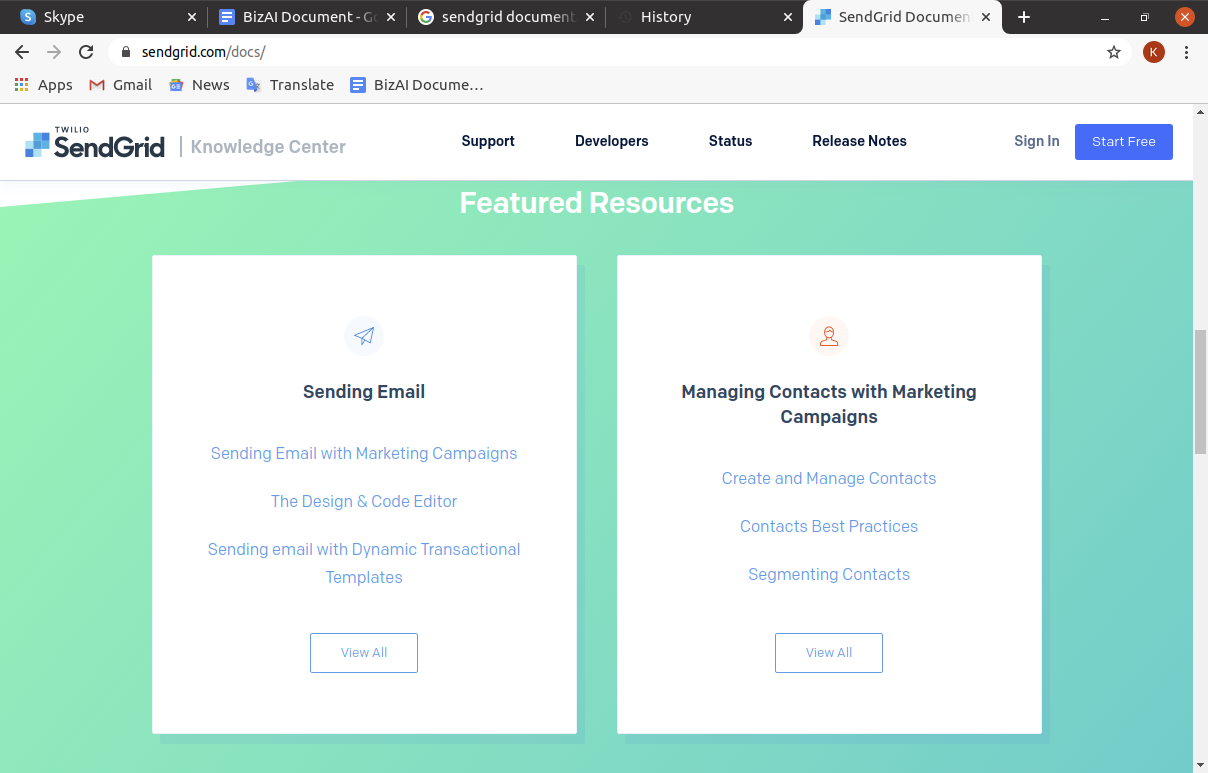 Skype
BizAI Document - Go
sendgrid document
History
SendGrid Documen
sendgrid.com/docs/
K
Apps
Gmail
News
Translate
BizAI Docume…
TWILIO
SendGrid
Knowledge Center
Support
Developers
Status
Release Notes
Sign In
Start Free
Featured Resources
Sending Email
Sending Email with Marketing Campaigns
The Design & Code Editor
Sending email with Dynamic Transactional
Templates
View All
Managing Contacts with Marketing
Campaigns
Create and Manage Contacts
Contacts Best Practices
Segmenting Contacts
View All